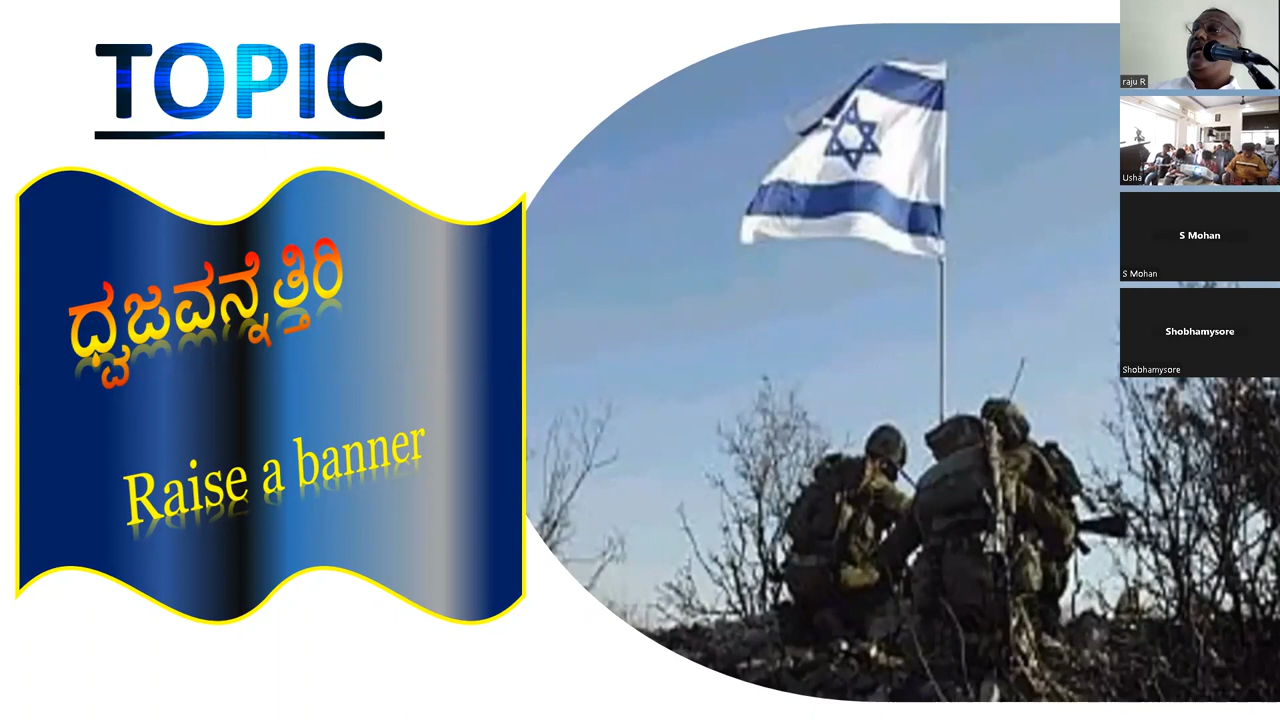 TOPIC
ಧ್ವಜವನ್ನೆತ್ತಿರಿ
Raise a banner
raju R
Usha
S Mohan
S Mohan
Shobhamysore
Shobhamysore